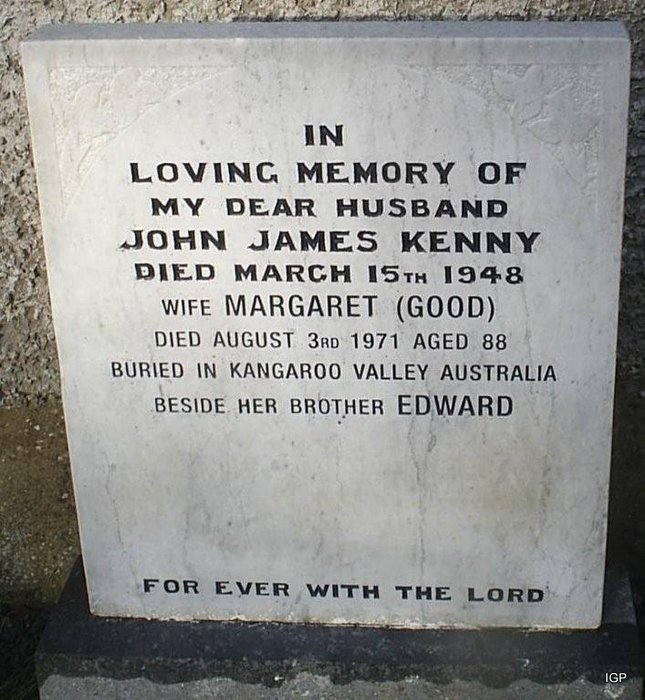 IN
LOVING MEMORY OF
MY DEAR HUSBAND
JOHN JAMES KENNY
DIED MARCH 15TH 1948
WIFE MARGARET (GOOD)
DIED AUGUST 3RD 1971 AGED 88
BURIED IN KANGAROO VALLEY AUSTRALIA
BESIDE HER BROTHER EDWARD
FOR EVER WITH THE LORD
IGP